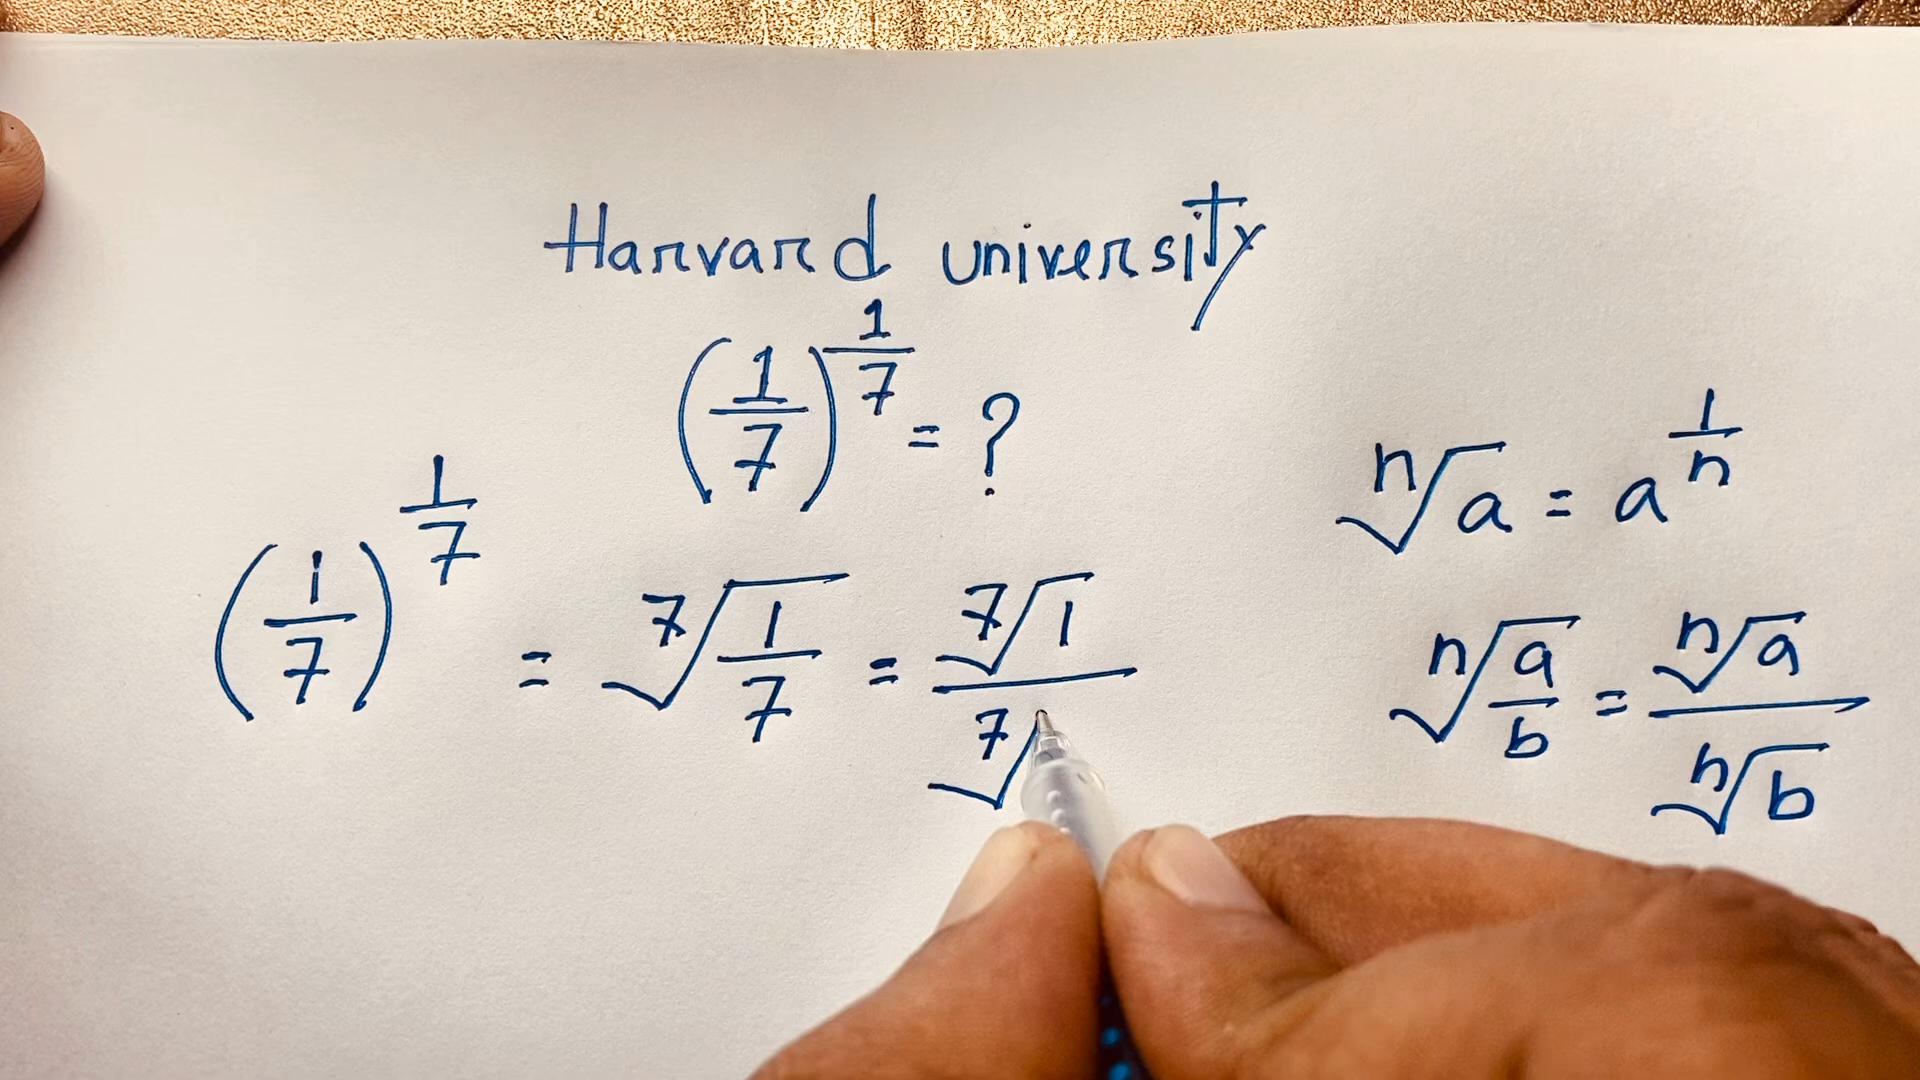 Harvard university
(1/7)^(1/7) = ?
ⁿ√a = a^(1/n)
(1/7)^(1/7) = ⁷√(1/7) = ⁷√1 / ⁷√
ⁿ√(a/b) = ⁿ√a / ⁿ√b